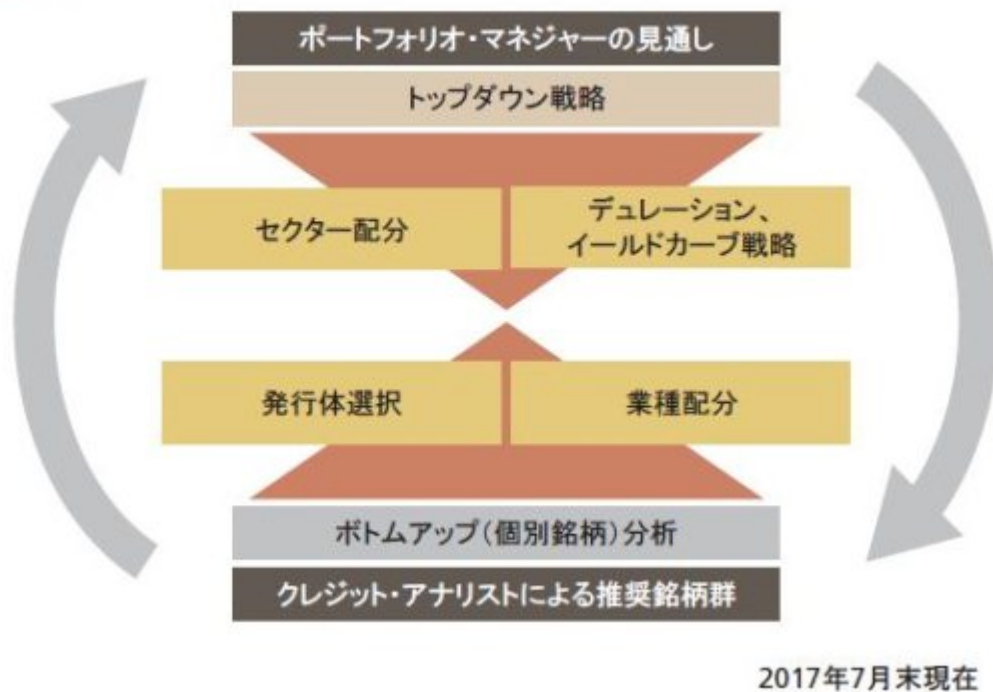 ポートフォリオ・マネジャーの見通し
トップダウン戦略
セクター配分
デュレーション、
イールドカーブ戦略
発行体選択
業種配分
ボトムアップ(個別銘柄)分析
クレジット・アナリストによる推奨銘柄群
2017年7月末現在